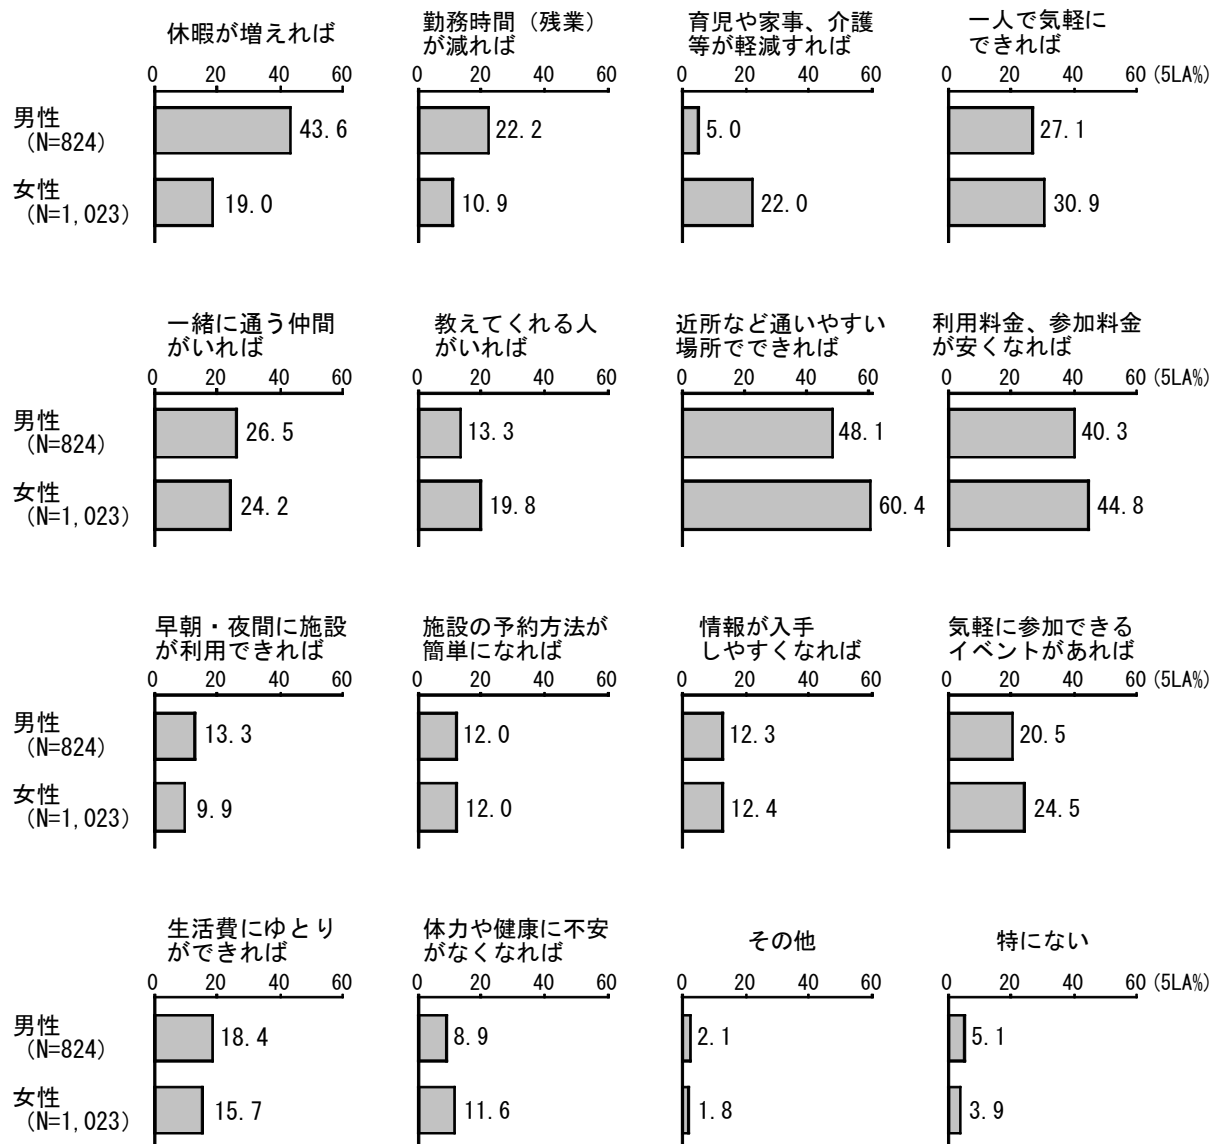 休暇が増えれば
勤務時間（残業）
が減れば
育児や家事、介護
等が軽減すれば
一人で気軽に
できれば
0 20 40 60
0 20 40 60
0 20 40 60
0 20 40 60 (5LA%)
男性
(N=824)
43.6
22.2
5.0
27.1
女性
(N=1,023)
19.0
10.9
22.0
30.9
一緒に通う仲間
がいれば
教えてくれる人
がいれば
近所など通いやすい
場所でできれば
利用料金、参加料金
が安くなれば
0 20 40 60
0 20 40 60
0 20 40 60
0 20 40 60 (5LA%)
男性
(N=824)
26.5
13.3
48.1
40.3
女性
(N=1,023)
24.2
19.8
60.4
44.8
早朝・夜間に施設
が利用できれば
施設の予約方法が
簡単になれば
情報が入手
しやすくなれば
気軽に参加できる
イベントがあれば
0 20 40 60
0 20 40 60
0 20 40 60
0 20 40 60 (5LA%)
男性
(N=824)
13.3
12.0
12.3
20.5
女性
(N=1,023)
9.9
12.0
12.4
24.5
生活費にゆとり
ができれば
体力や健康に不安
がなくなれば
その他
特にない
0 20 40 60
0 20 40 60
0 20 40 60
0 20 40 60 (5LA%)
男性
(N=824)
18.4
8.9
2.1
5.1
女性
(N=1,023)
15.7
11.6
1.8
3.9